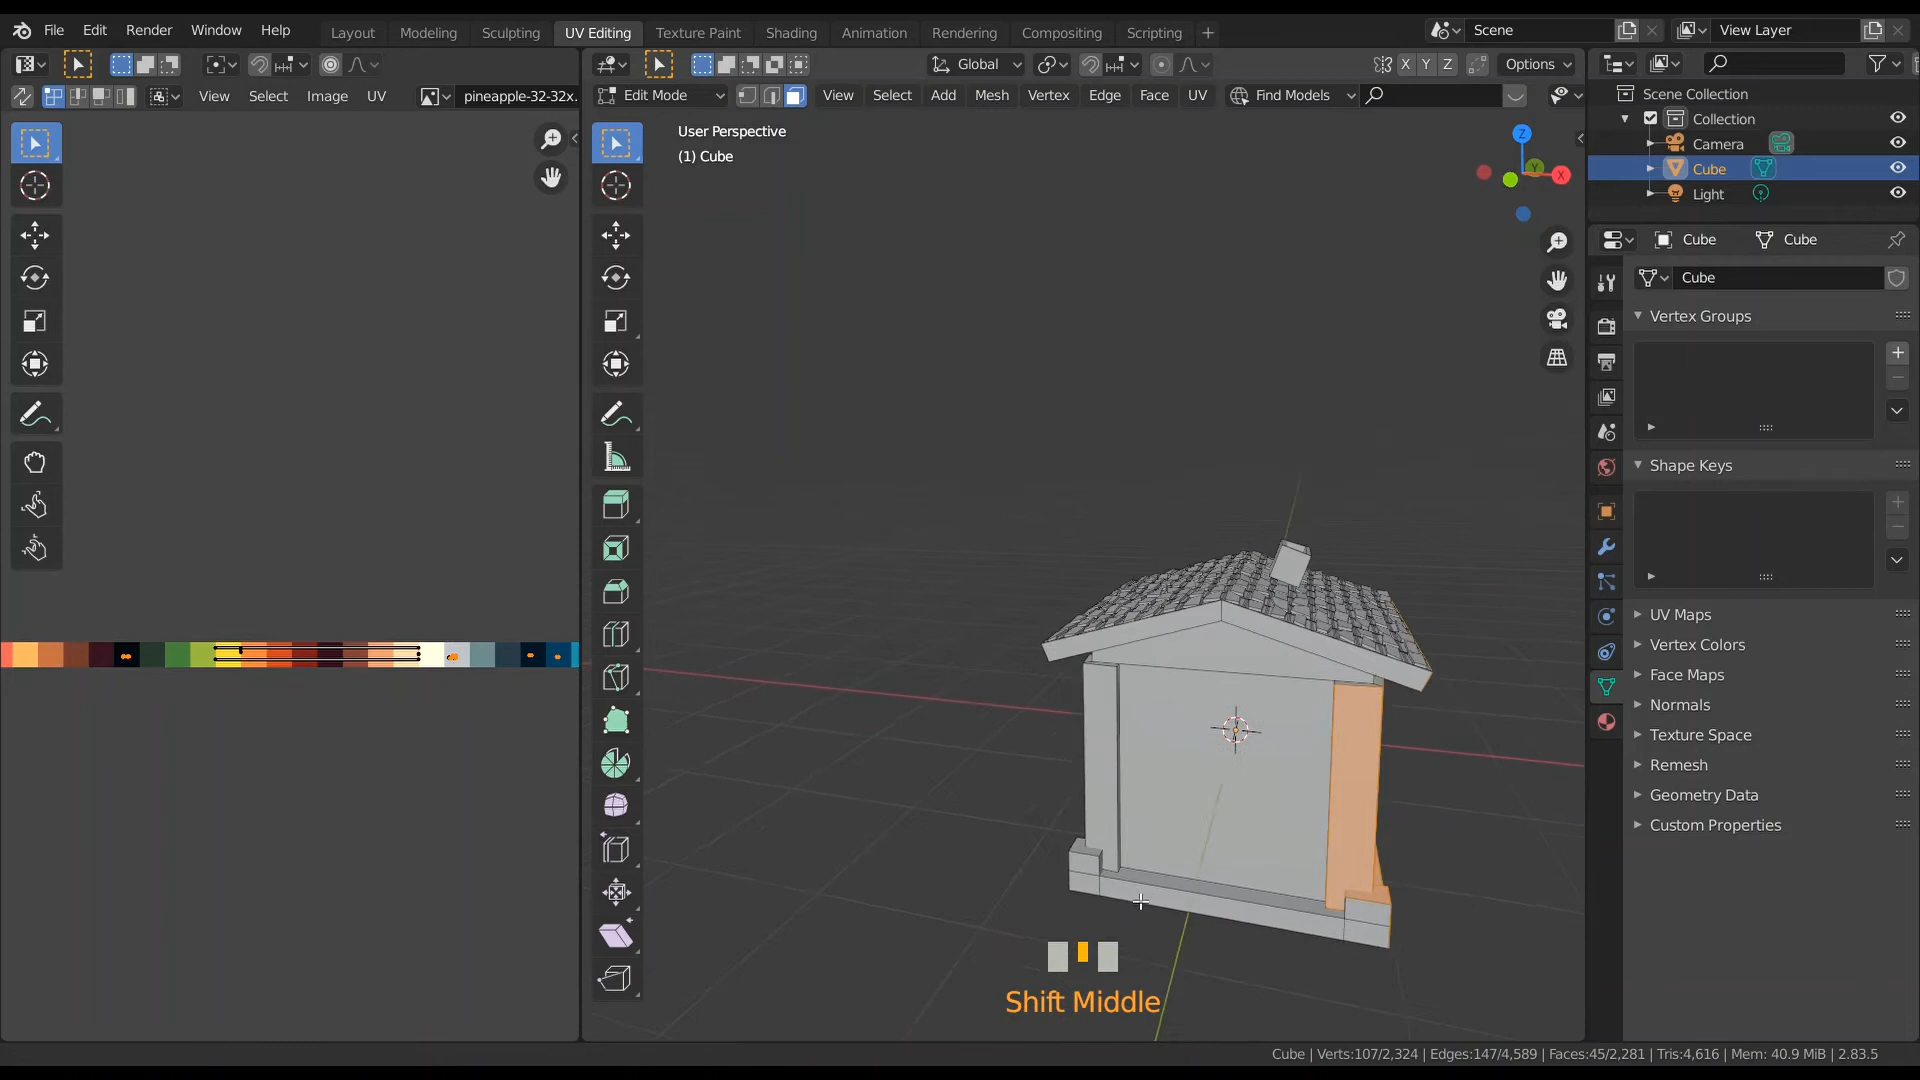 File Edit Render Window Help Layout Modeling Sculpting UV Editing Texture Paint Shading Animation Rendering Compositing Scripting + Scene View Layer
Global X Y Z Options
View Select Image UV pineapple-32-32x. Edit Mode View Select Add Mesh Vertex Edge Face UV Find Models
Scene Collection
Collection
Camera
Cube
Light
User Perspective
(1) Cube
Z
Y
X
Cube Cube
Cube
Vertex Groups
Shape Keys
UV Maps
Vertex Colors
Face Maps
Normals
Texture Space
Remesh
Geometry Data
Custom Properties
Shift Middle
Cube | Verts:107/2,324 | Edges:147/4,589 | Faces:45/2,281 | Tris:4,616 | Mem: 40.9 MiB | 2.83.5